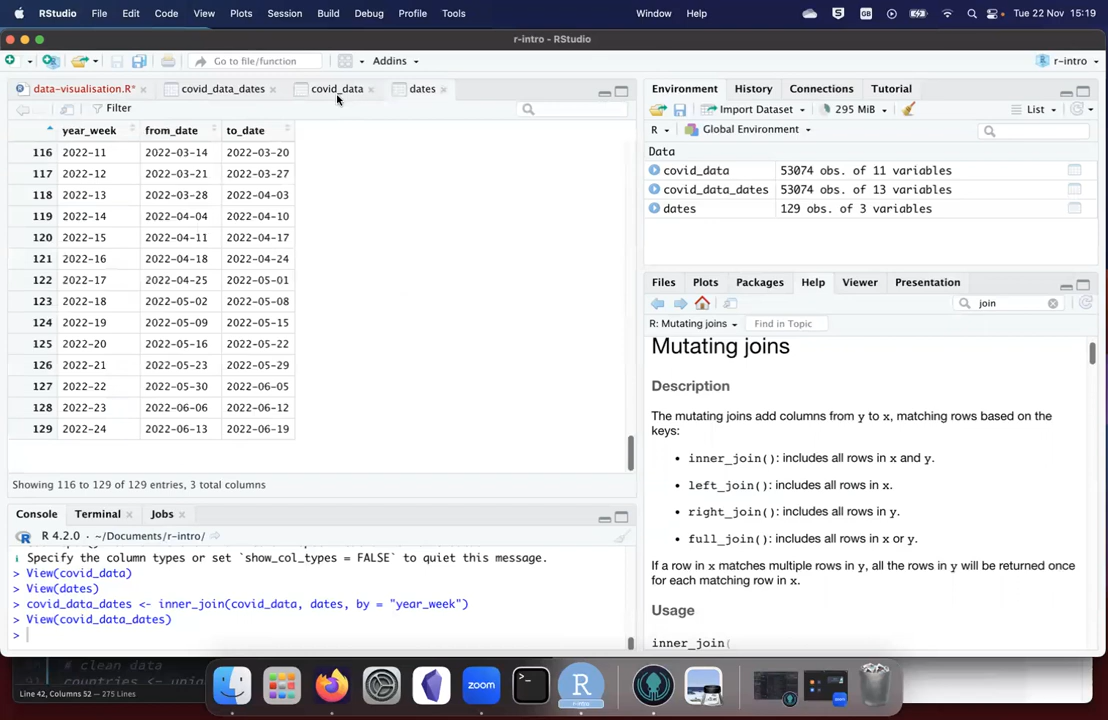 RStudio File Edit Code View Plots Session Build Debug Profile Tools Window Help GB Tue 22 Nov 15:19
r-intro - RStudio
Go to file/function Addins r-intro
data-visualisation.R* covid_data_dates covid_data dates
Filter
year_week from_date to_date
116 2022-11 2022-03-14 2022-03-20
117 2022-12 2022-03-21 2022-03-27
118 2022-13 2022-03-28 2022-04-03
119 2022-14 2022-04-04 2022-04-10
120 2022-15 2022-04-11 2022-04-17
121 2022-16 2022-04-18 2022-04-24
122 2022-17 2022-04-25 2022-05-01
123 2022-18 2022-05-02 2022-05-08
124 2022-19 2022-05-09 2022-05-15
125 2022-20 2022-05-16 2022-05-22
126 2022-21 2022-05-23 2022-05-29
127 2022-22 2022-05-30 2022-06-05
128 2022-23 2022-06-06 2022-06-12
129 2022-24 2022-06-13 2022-06-19
Showing 116 to 129 of 129 entries, 3 total columns
Console Terminal Jobs
R 4.2.0 · ~/Documents/r-intro/
i Specify the column types or set `show_col_types = FALSE` to quiet this message.
> View(covid_data)
> View(dates)
> covid_data_dates <- inner_join(covid_data, dates, by = "year_week")
> View(covid_data_dates)
>
Environment History Connections Tutorial
Import Dataset 295 MiB List
R Global Environment
Data
covid_data 53074 obs. of 11 variables
covid_data_dates 53074 obs. of 13 variables
dates 129 obs. of 3 variables
Files Plots Packages Help Viewer Presentation
join
R: Mutating joins Find in Topic
Mutating joins
Description
The mutating joins add columns from y to x, matching rows based on the
keys:
• inner_join(): includes all rows in x and y.
• left_join(): includes all rows in x.
• right_join(): includes all rows in y.
• full_join(): includes all rows in x or y.
If a row in x matches multiple rows in y, all the rows in y will be returned once
for each matching row in x.
Usage
inner_join(
# clean data
countries <- uniq
Line 42, Columns 52 — 275 Lines
zoom
R
r-intro